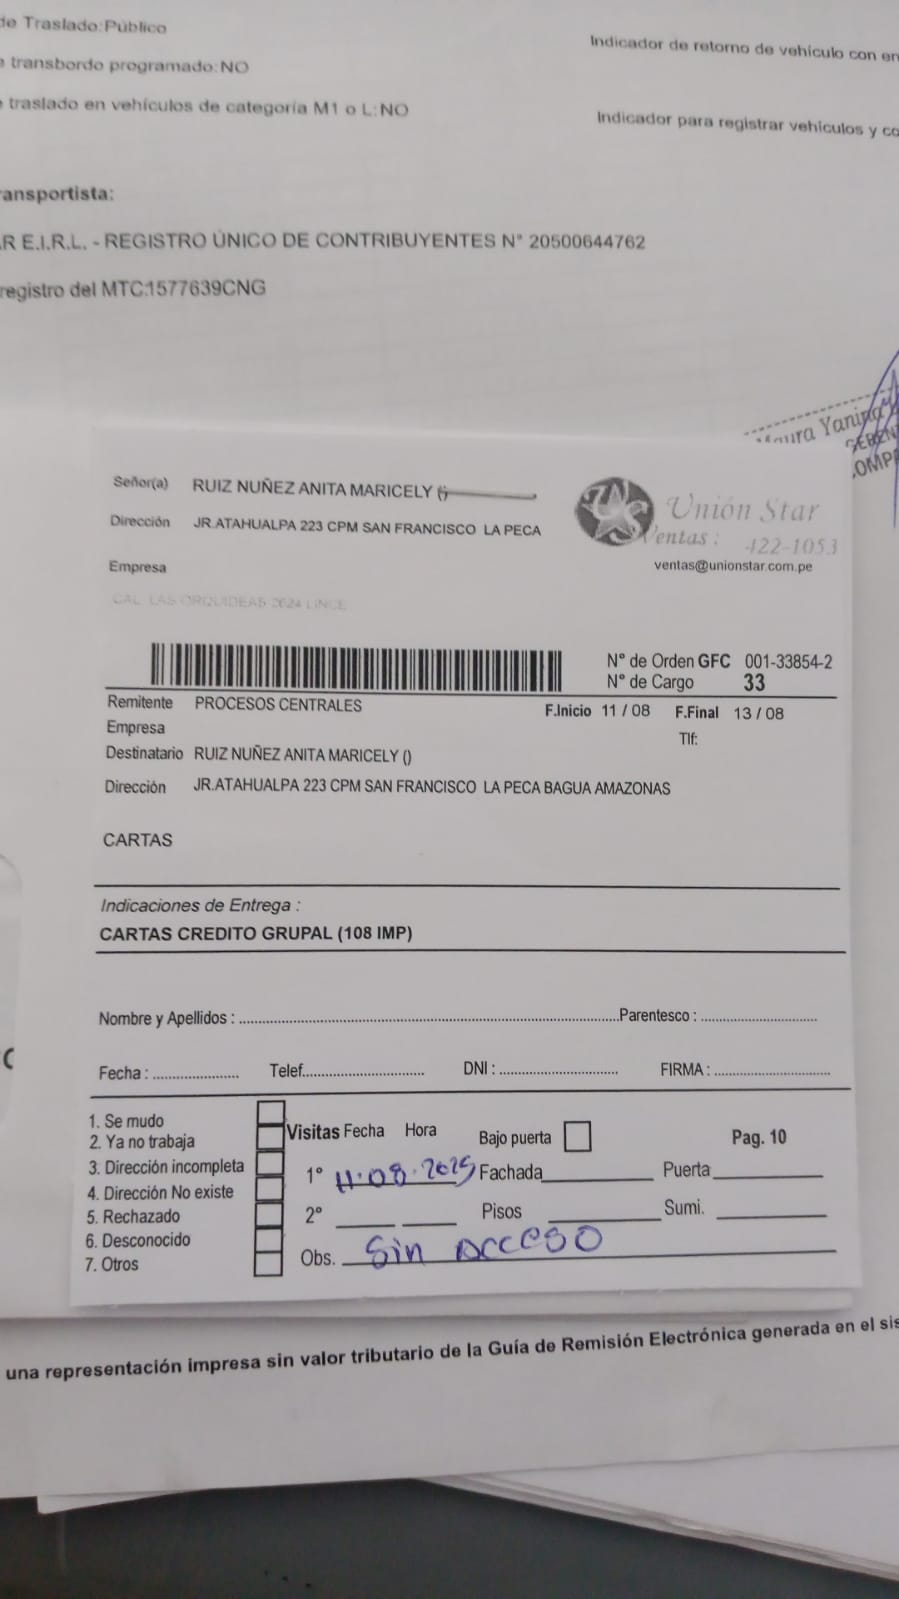 de Traslado:Público
Indicador de retorno de vehículo con en
transbordo programado:NO
traslado en vehículos de categoría M1 o L:NO
Indicador para registrar vehículos y co
ansportista:
R E.I.R.L. - REGISTRO ÚNICO DE CONTRIBUYENTES N° 20500644762
registro del MTC:1577639CNG
Yanina
GEREN
COMP
Señor(a) RUIZ NUÑEZ ANITA MARICELY ()
Dirección JR.ATAHUALPA 223 CPM SAN FRANCISCO LA PECA
Unión Star
Ventas : 422-1053
Empresa
ventas@unionstar.com.pe
CAL. LAS ORQUIDEAS 2624 LINCE
N° de Orden GFC 001-33854-2
N° de Cargo 33
Remitente PROCESOS CENTRALES
F.Inicio 11 / 08 F.Final 13 / 08
Empresa
Tlf:
Destinatario RUIZ NUÑEZ ANITA MARICELY ()
Dirección JR.ATAHUALPA 223 CPM SAN FRANCISCO LA PECA BAGUA AMAZONAS
CARTAS
Indicaciones de Entrega :
CARTAS CREDITO GRUPAL (108 IMP)
Nombre y Apellidos : Parentesco :
Fecha : Telef. DNI : FIRMA :
1. Se mudo
2. Ya no trabaja
3. Dirección incompleta
4. Dirección No existe
5. Rechazado
6. Desconocido
7. Otros
Visitas Fecha Hora Bajo puerta Pag. 10
1° 11.08.2025 Fachada Puerta
2° Pisos Sumi.
Obs. Sin acceso
una representación impresa sin valor tributario de la Guía de Remisión Electrónica generada en el sis